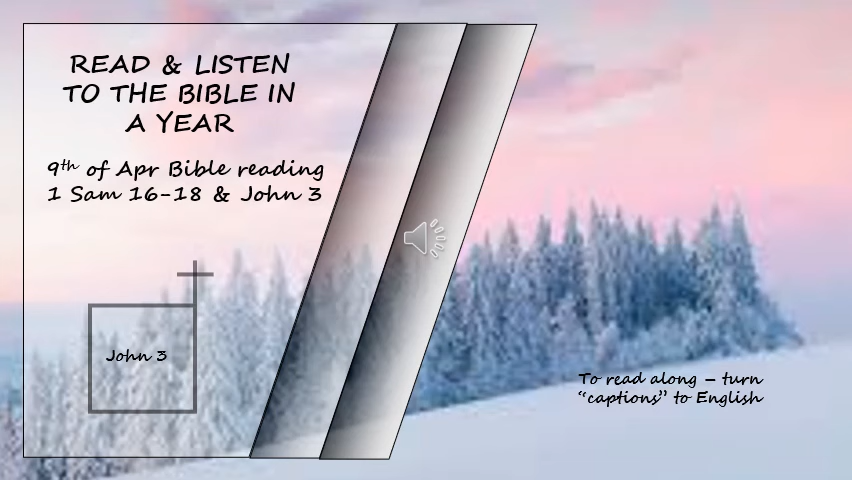 READ & LISTEN
TO THE BIBLE IN
A YEAR
9th of Apr Bible reading
1 Sam 16-18 & John 3
John 3
To read along – turn
“captions” to English